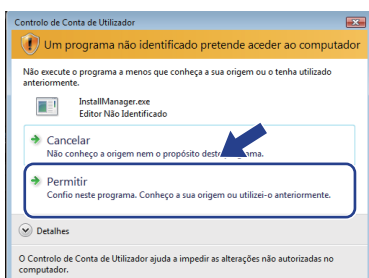 Controlo de Conta de Utilizador
Um programa não identificado pretende aceder ao computador
Não execute o programa a menos que conheça a sua origem ou o tenha utilizado
anteriormente.
InstallManager.exe
Editor Não Identificado
Cancelar
Não conheço a origem nem o propósito deste programa.
Permitir
Confio neste programa. Conheço a sua origem ou utilizei-o anteriormente.
Detalhes
O Controlo de Conta de Utilizador ajuda a impedir as alterações não autorizadas no
computador.